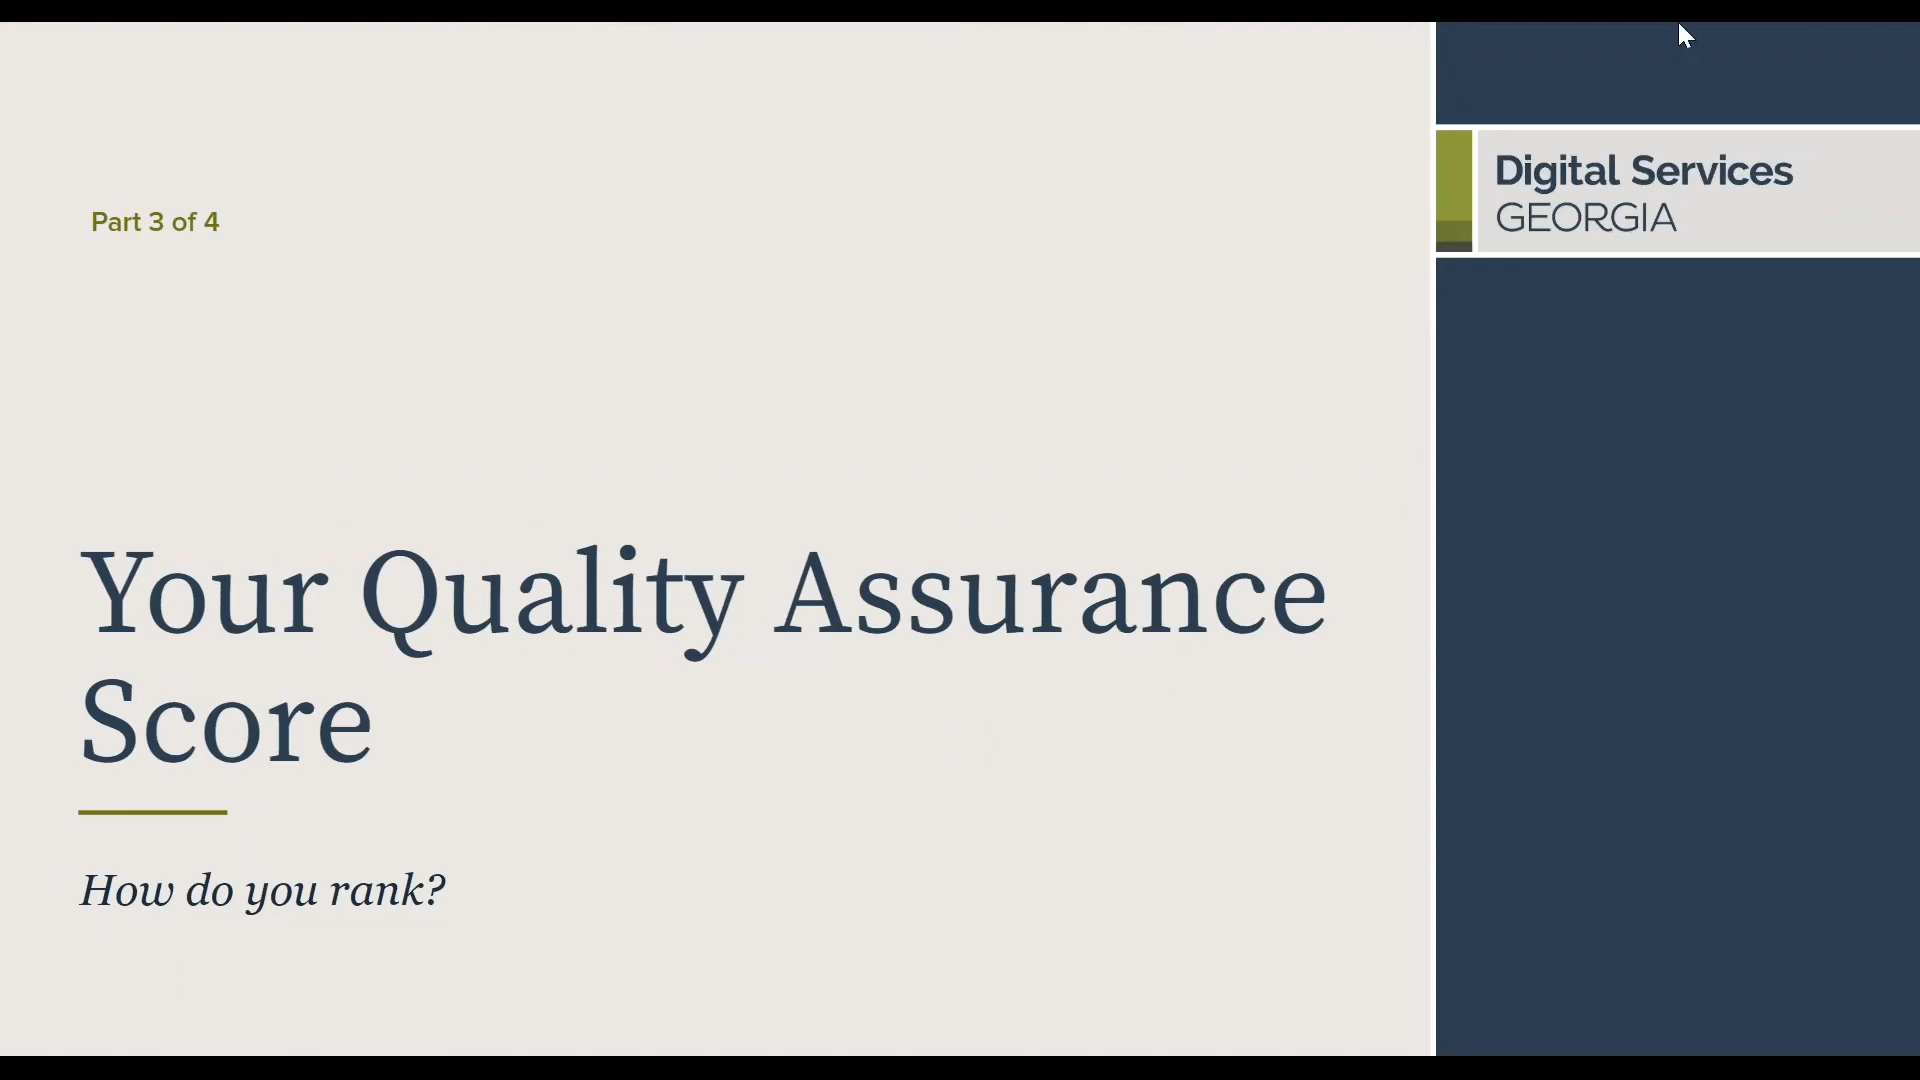 Part 3 of 4
Digital Services
GEORGIA
Your Quality Assurance
Score
How do you rank?